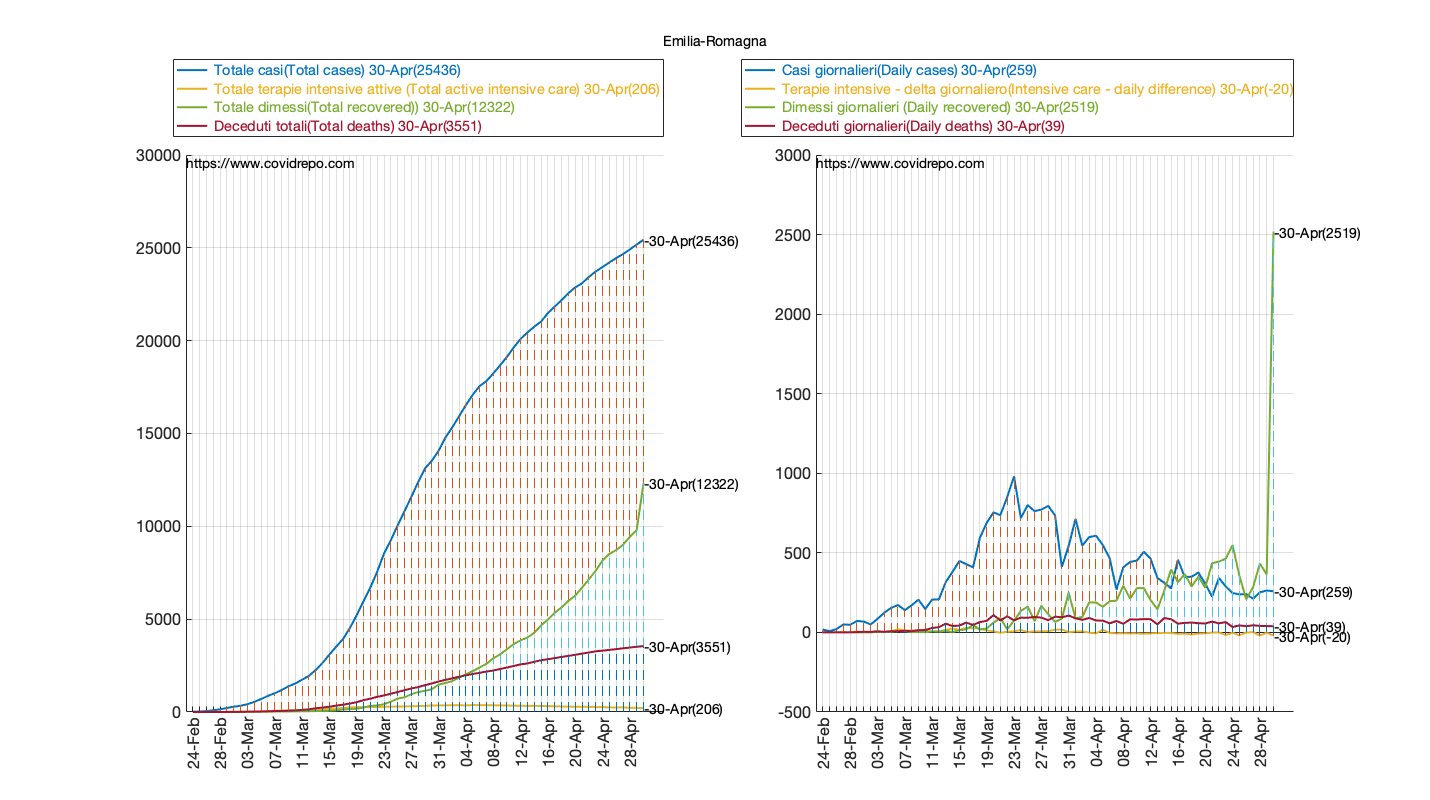 Emilia-Romagna
Totale casi(Total cases) 30-Apr(25436)
Totale terapie intensive attive (Total active intensive care) 30-Apr(206)
Totale dimessi(Total recovered)) 30-Apr(12322)
Deceduti totali(Total deaths) 30-Apr(3551)
https://www.covidrepo.com
30000
25000
20000
15000
10000
5000
0
-30-Apr(25436)
-30-Apr(12322)
-30-Apr(3551)
-30-Apr(206)
24-Feb
28-Feb
03-Mar
07-Mar
11-Mar
15-Mar
19-Mar
23-Mar
27-Mar
31-Mar
04-Apr
08-Apr
12-Apr
16-Apr
20-Apr
24-Apr
28-Apr
Casi giornalieri(Daily cases) 30-Apr(259)
Terapie intensive - delta giornaliero(Intensive care - daily difference) 30-Apr(-20)
Dimessi giornalieri (Daily recovered) 30-Apr(2519)
Deceduti giornalieri(Daily deaths) 30-Apr(39)
https://www.covidrepo.com
3000
2500
2000
1500
1000
500
0
-500
-30-Apr(2519)
-30-Apr(259)
-30-Apr(39)
-30-Apr(-20)
24-Feb
28-Feb
03-Mar
07-Mar
11-Mar
15-Mar
19-Mar
23-Mar
27-Mar
31-Mar
04-Apr
08-Apr
12-Apr
16-Apr
20-Apr
24-Apr
28-Apr